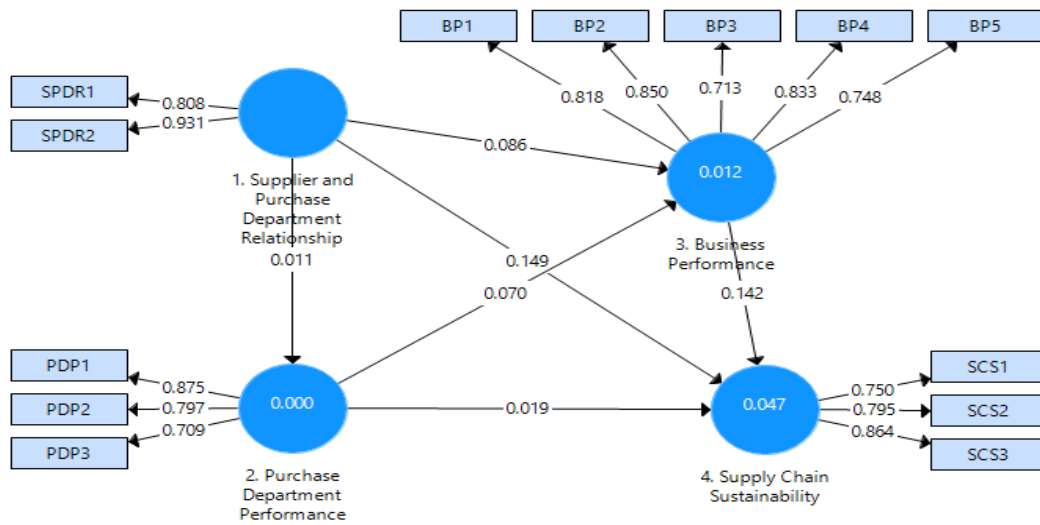 BP1 BP2 BP3 BP4 BP5
SPDR1
SPDR2
0.808
0.931
0.818
0.850
0.713
0.833
0.748
0.086
0.012
1. Supplier and
Purchase
Department
Relationship
0.011
3. Business
Performance
0.149
0.070
0.142
PDP1
PDP2
PDP3
0.875
0.797
0.709
0.000
0.019
0.047
0.750
0.795
0.864
SCS1
SCS2
SCS3
2. Purchase
Department
Performance
4. Supply Chain
Sustainability